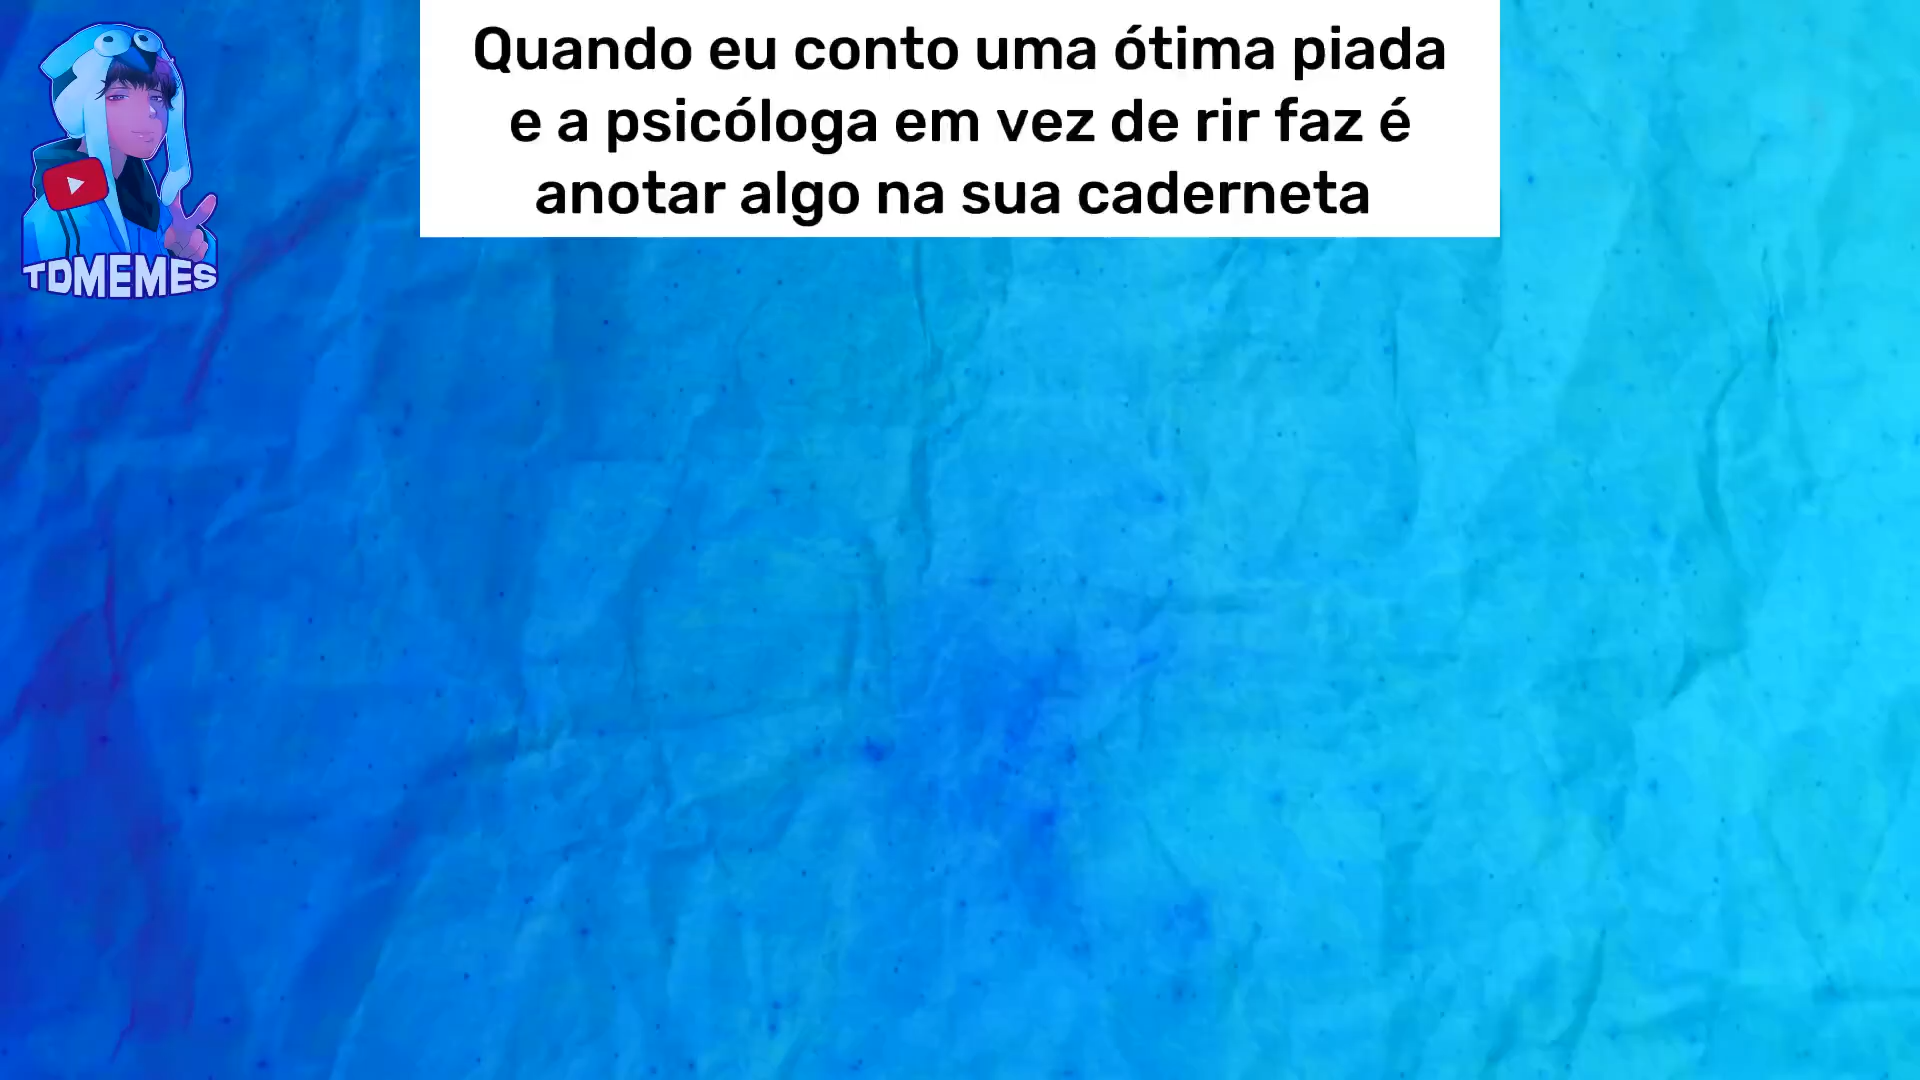 Quando eu conto uma ótima piada
e a psicóloga em vez de rir faz é
anotar algo na sua caderneta
TDMEMES